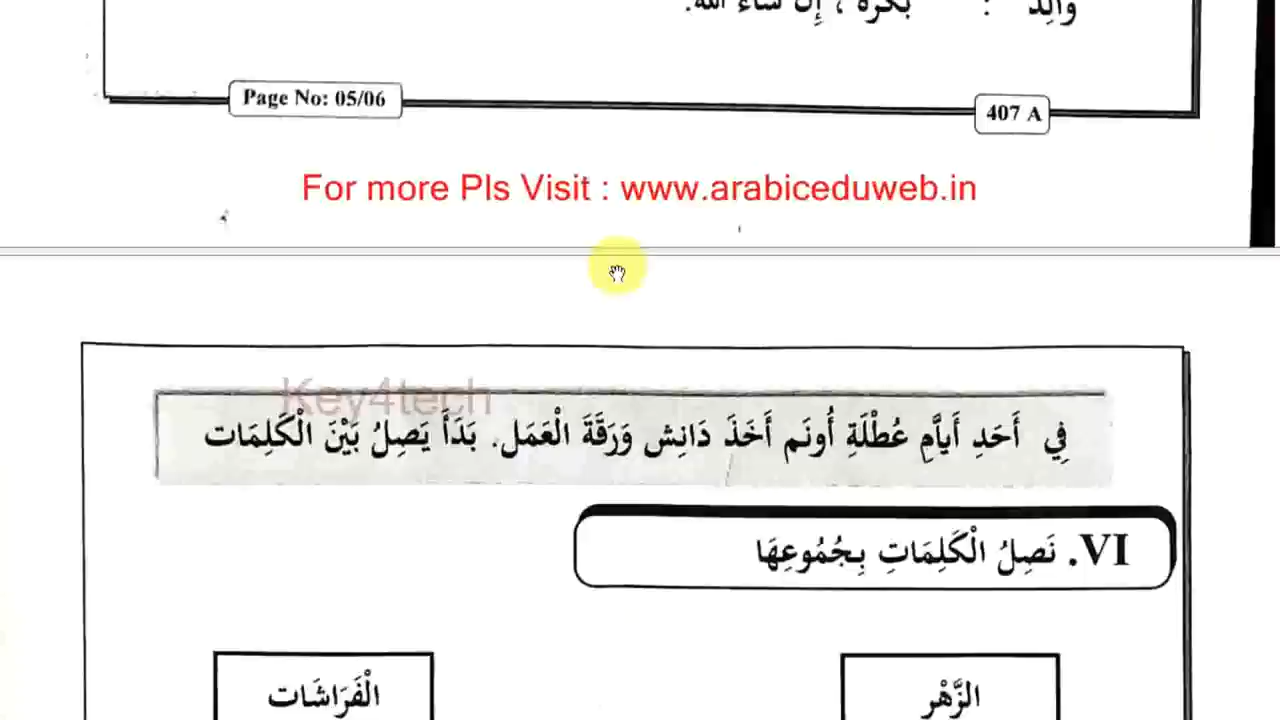 وَالِد : بُكْرَة ، إِن شَاءَ الله.
Page No: 05/06
407 A
For more Pls Visit : www.arabiceduweb.in
Key4tech
فِي أَحَدِ أَيَّامِ عُطْلَةِ أُونَم أَخَذَ دَانِش وَرَقَةَ الْعَمَل. بَدَأَ يَصِلُ بَيْنَ الْكَلِمَات
VI. نَصِلُ الْكَلِمَاتِ بِجُمُوعِهَا
الزَّهْر
الْفَرَاشَات